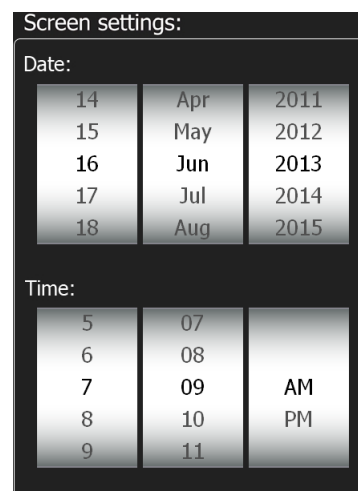 Screen settings:
Date:
14 Apr 2011
15 May 2012
16 Jun 2013
17 Jul 2014
18 Aug 2015
Time:
5 07
6 08
7 09 AM
8 10 PM
9 11